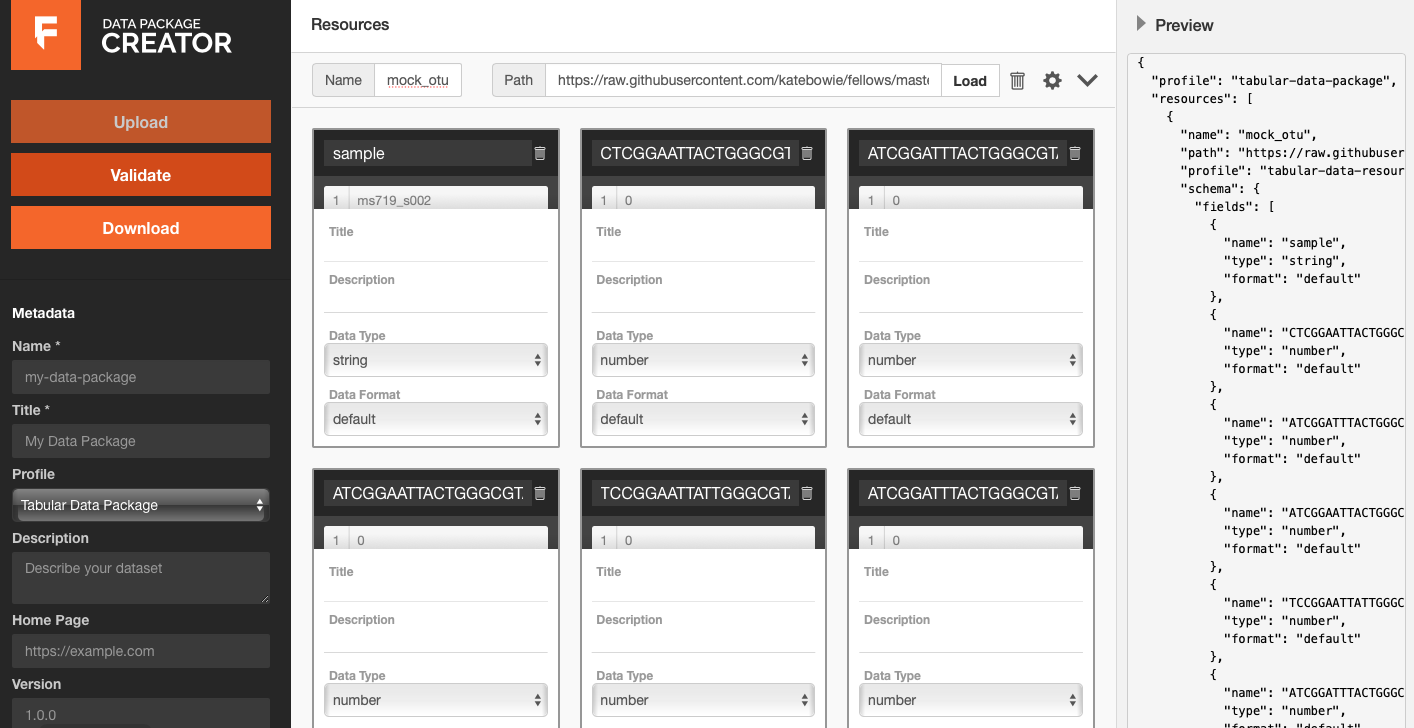 F
DATA PACKAGE
CREATOR
Upload
Validate
Download
Metadata
Name *
my-data-package
Title *
My Data Package
Profile
Tabular Data Package
Description
Describe your dataset
Home Page
https://example.com
Version
1.0.0
Resources
Name mock_otu Path https://raw.githubusercontent.com/katebowie/fellows/maste Load
sample CTCGGAATTACTGGGCGT ATCGGATTTACTGGGCGTA
1 ms719_s002 1 0 1 0
Title Title Title
Description Description Description
Data Type Data Type Data Type
string number number
Data Format Data Format Data Format
default default default
ATCGGAATTACTGGGCGTA TCCGGAATTATTGGGCGTA ATCGGATTTACTGGGCGTA
1 0 1 0 1 0
Title Title Title
Description Description Description
Data Type Data Type Data Type
number number number
Preview
{
"profile": "tabular-data-package",
"resources": [
{
"name": "mock_otu",
"path": "https://raw.githubuser
"profile": "tabular-data-resour
"schema": {
"fields": [
{
"name": "sample",
"type": "string",
"format": "default"
},
{
"name": "CTCGGAATTACTGGGC
"type": "number",
"format": "default"
},
{
"name": "ATCGGATTTACTGGGC
"type": "number",
"format": "default"
},
{
"name": "ATCGGAATTACTGGGC
"type": "number",
"format": "default"
},
{
"name": "TCCGGAATTATTGGGC
"type": "number",
"format": "default"
},
{
"name": "ATCGGATTTACTGGGC
"type": "number",
"format": "default"